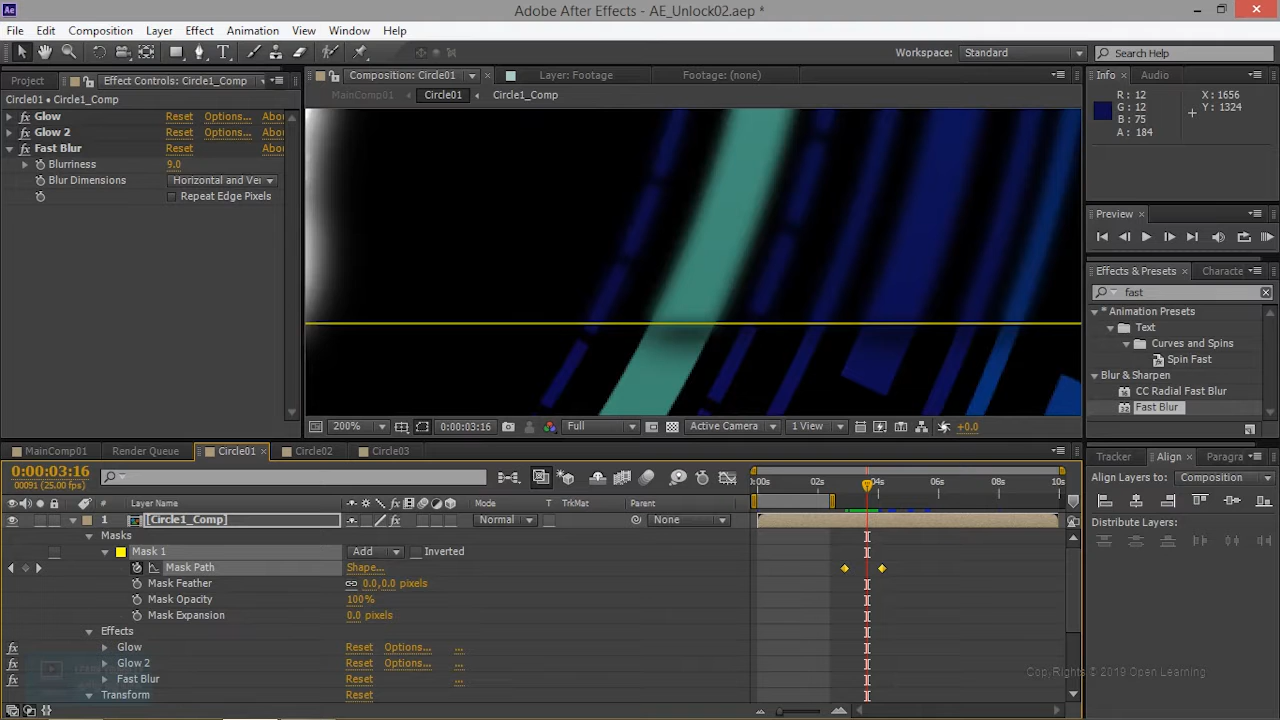 Adobe After Effects - AE_Unlock02.aep *
File Edit Composition Layer Effect Animation View Window Help
Workspace: Standard Search Help
Project Effect Controls: Circle1_Comp
Composition: Circle01 Layer: Footage Footage: (none)
Info Audio
MainComp01 Circle01 Circle1_Comp
Circle01 • Circle1_Comp
Glow Reset Options... Abou
Glow 2 Reset Options... Abou
Fast Blur Reset Abou
Blurriness 9.0
Blur Dimensions Horizontal and Ver
Repeat Edge Pixels
R: 12 X: 1656
G: 12 Y: 1324
B: 75
A: 184
Preview
Effects & Presets Characte
fast
* Animation Presets
Text
Curves and Spins
Spin Fast
Blur & Sharpen
CC Radial Fast Blur
Fast Blur
200% 0:00:03:16 Full Active Camera 1 View +0.0
MainComp01 Render Queue Circle01 Circle02 Circle03
Tracker Align Paragra
0:00:03:16
00091 (25.00 fps)
:00s 02s 04s 06s 08s 10s
Align Layers to: Composition
# Layer Name Mode T TrkMat Parent
1 [Circle1_Comp] Normal None
Distribute Layers:
Masks
Mask 1 Add Inverted
Mask Path Shape...
Mask Feather 0.0,0.0 pixels
Mask Opacity 100%
Mask Expansion 0.0 pixels
Effects
Glow Reset Options... ...
Glow 2 Reset Options... ...
Fast Blur Reset ...
Transform Reset
Copy Rights © 2019 Open Learning